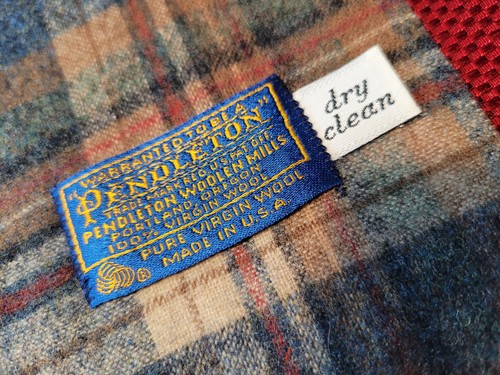 WARRANTED TO BE A
"PENDLETON"
TRADE MARK REG. U.S. PAT. OFF.
PENDLETON WOOLEN MILLS
PORTLAND, OREGON
100% VIRGIN WOOL
PURE VIRGIN WOOL
MADE IN U.S.A.
®
dry
clean